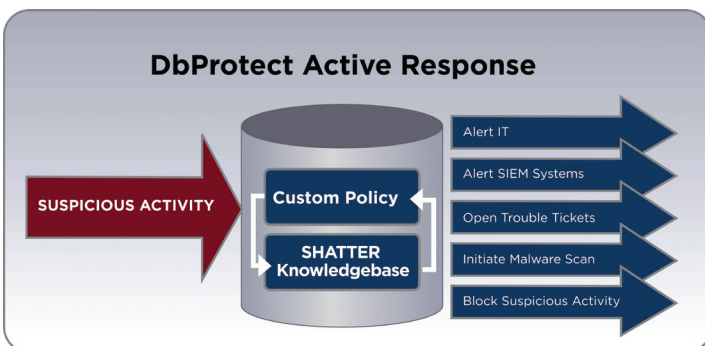 DbProtect Active Response
SUSPICIOUS ACTIVITY
Custom Policy
SHATTER
Knowledgebase
Alert IT
Alert SIEM Systems
Open Trouble Tickets
Initiate Malware Scan
Block Suspicious Activity